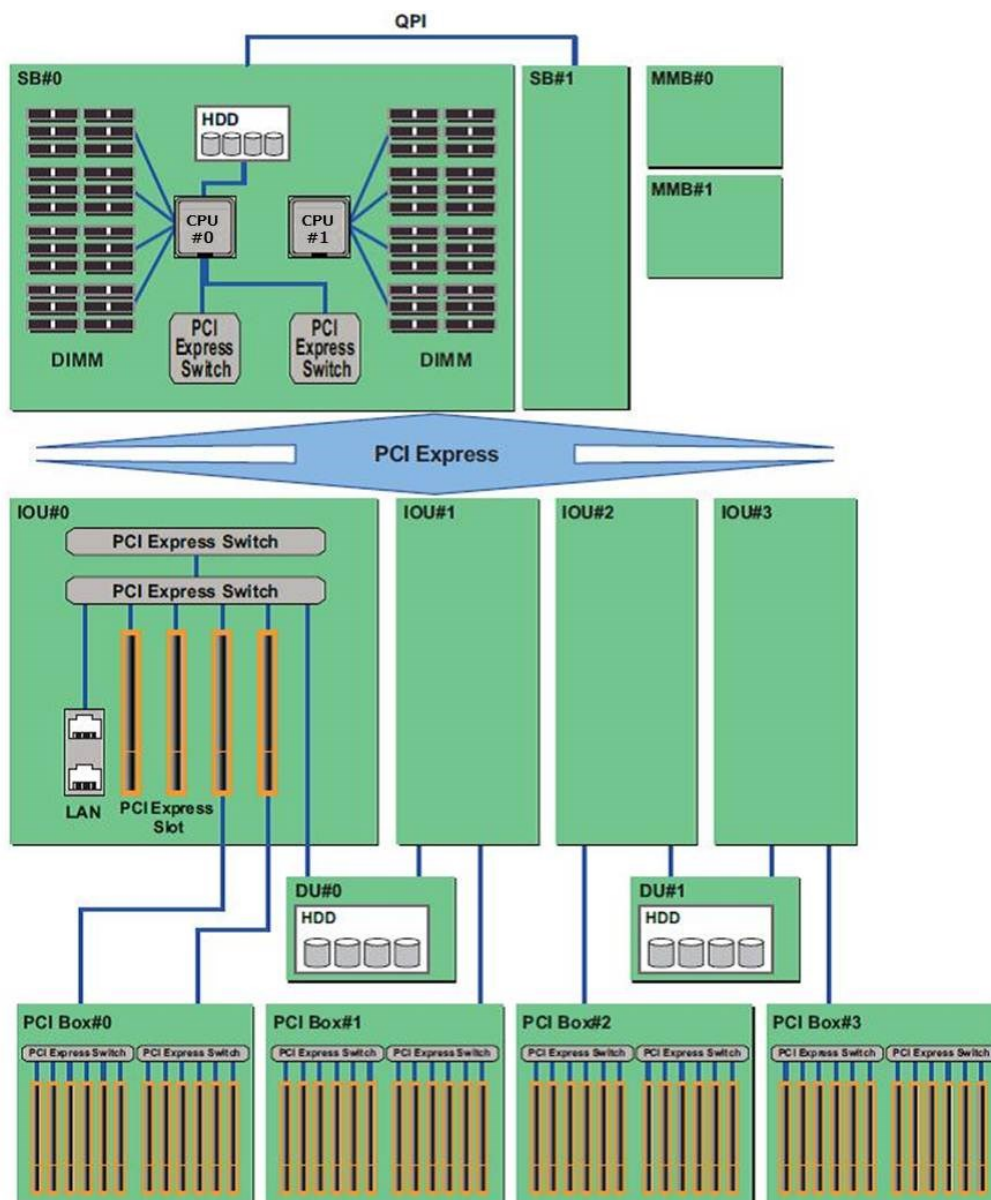 QPI
SB#0
SB#1
MMB#0
MMB#1
HDD
CPU
#0
CPU
#1
PCI
Express
Switch
PCI
Express
Switch
DIMM
DIMM
PCI Express
IOU#0
IOU#1
IOU#2
IOU#3
PCI Express Switch
PCI Express Switch
LAN
PCI Express
Slot
DU#0
HDD
DU#1
HDD
PCI Box#0
PCI Box#1
PCI Box#2
PCI Box#3
PCI Express Switch
PCI Express Switch
PCI Express Switch
PCI Express Switch
PCI Express Switch
PCI Express Switch
PCI Express Switch
PCI Express Switch